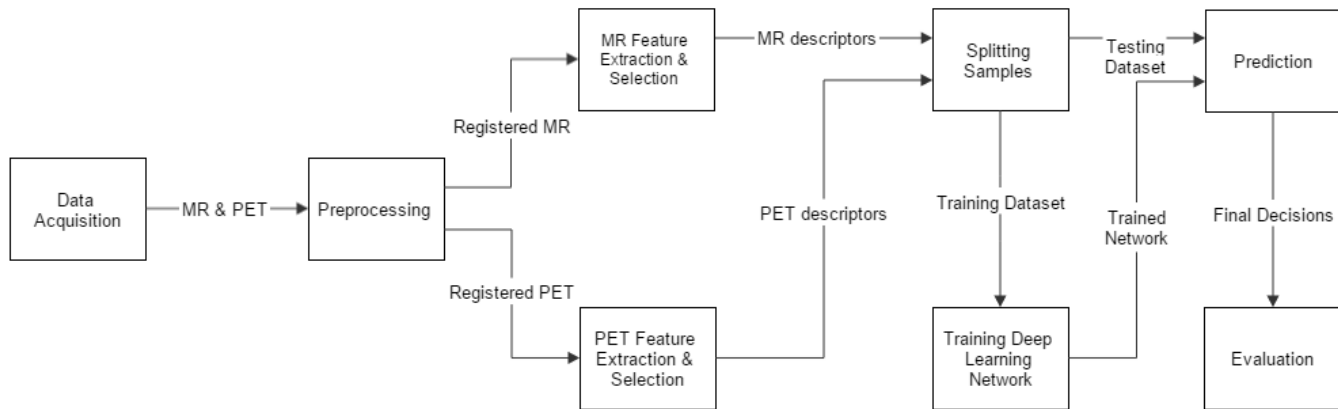 Data
Acquisition
MR & PET
Preprocessing
Registered MR
Registered PET
MR Feature
Extraction &
Selection
PET Feature
Extraction &
Selection
MR descriptors
PET descriptors
Splitting
Samples
Training Dataset
Training Deep
Learning
Network
Testing
Dataset
Trained
Network
Prediction
Final Decisions
Evaluation